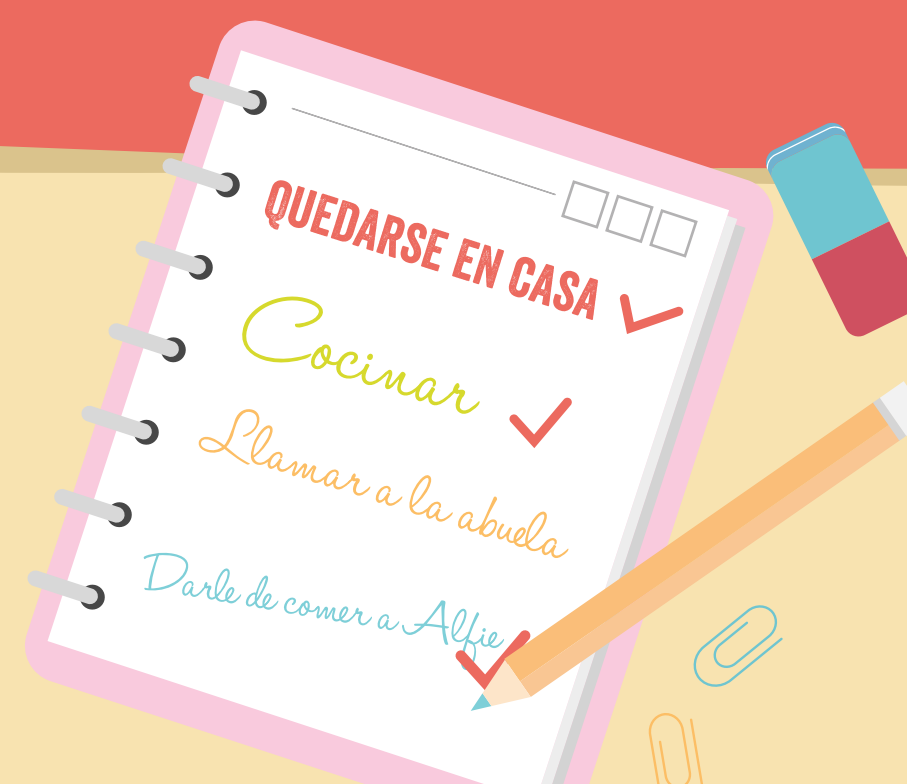 QUEDARSE EN CASA
Cocinar
Llamar a la abuela
Darle de comer a Alfie